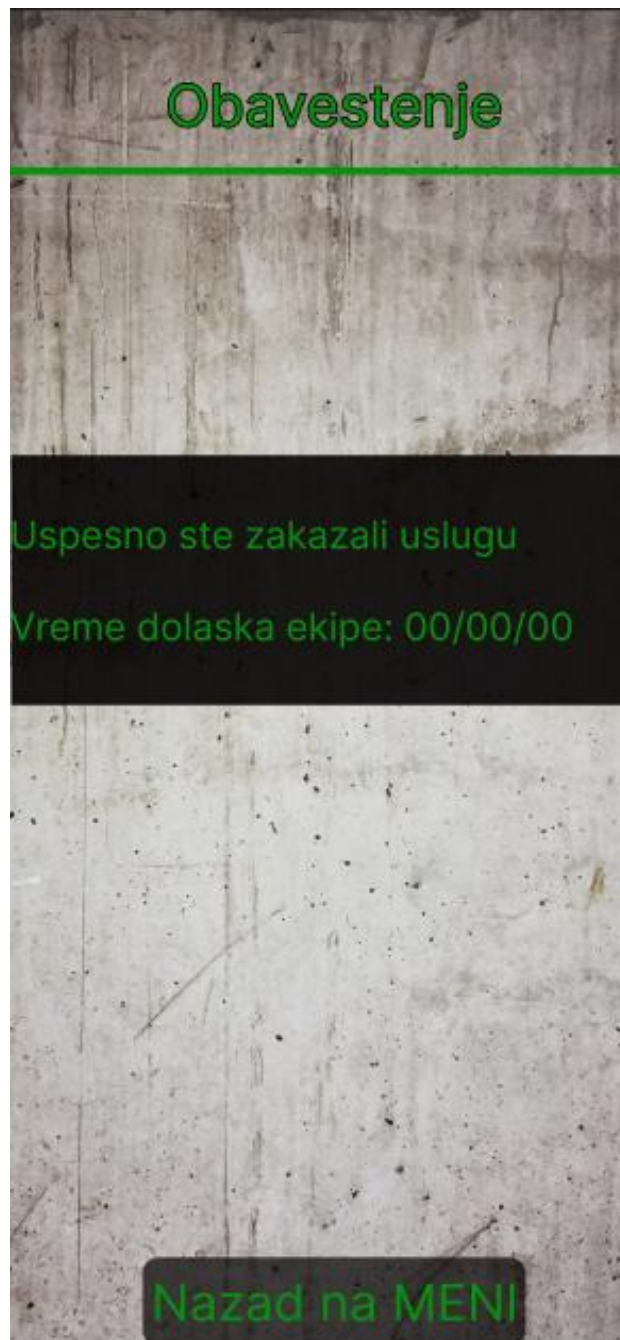 Obavestenje
Uspesno ste zakazali uslugu
Vreme dolaska ekipe: 00/00/00
Nazad na MENI